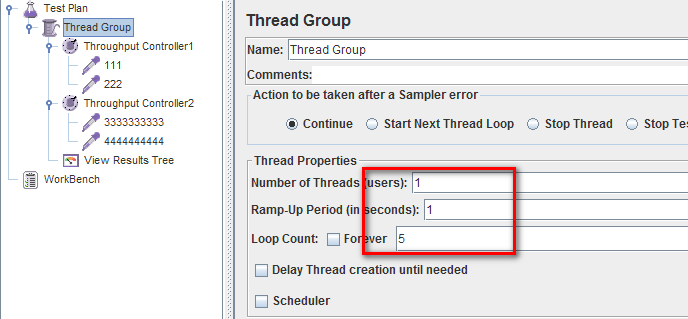 Test Plan
Thread Group
Throughput Controller1
111
222
Throughput Controller2
3333333333
4444444444
View Results Tree
WorkBench
Thread Group
Name: Thread Group
Comments:
Action to be taken after a Sampler error
Continue Start Next Thread Loop Stop Thread Stop Tes
Thread Properties
Number of Threads (users): 1
Ramp-Up Period (in seconds): 1
Loop Count: Forever 5
Delay Thread creation until needed
Scheduler